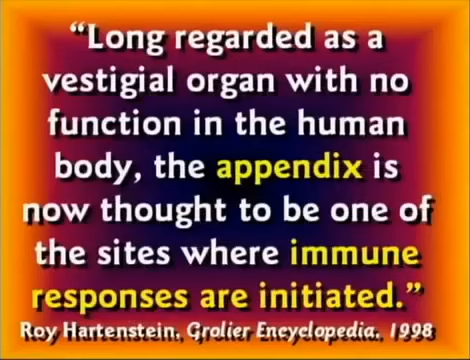 “Long regarded as a
vestigial organ with no
function in the human
body, the appendix is
now thought to be one of
the sites where immune
responses are initiated.”
Roy Hartenstein, Grolier Encyclopedia, 1998